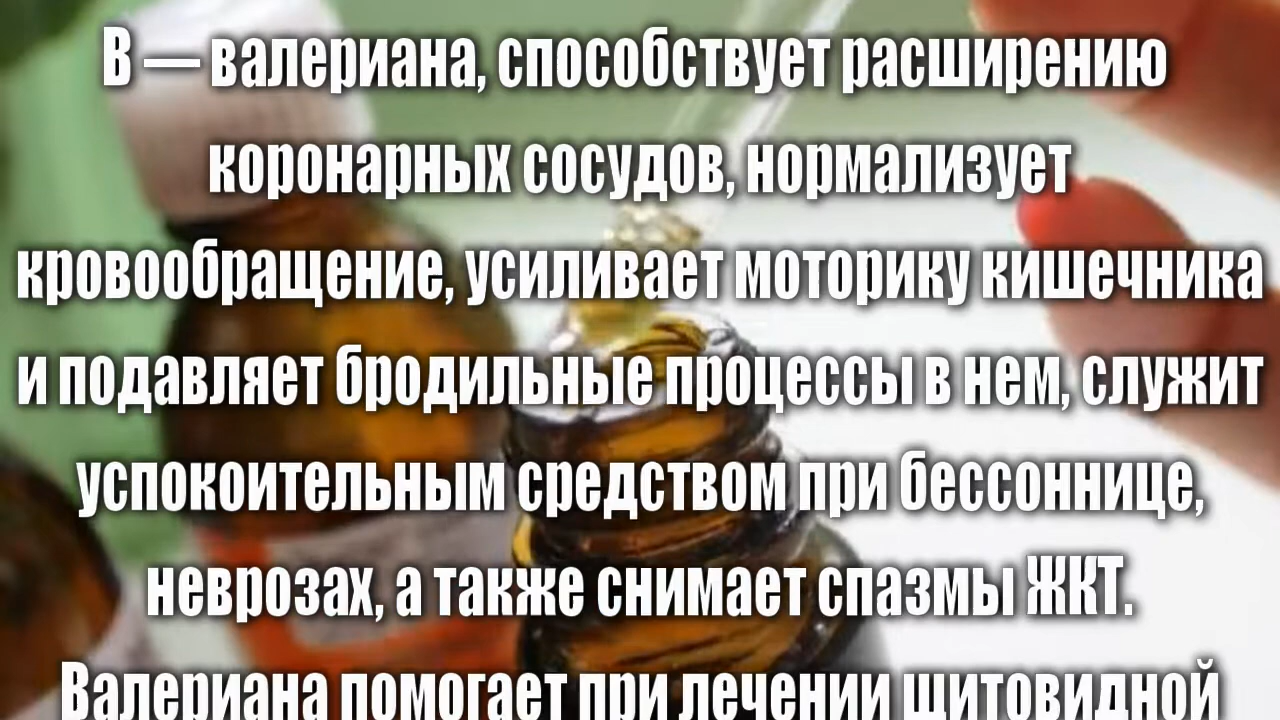 В — валериана, способствует расширению
коронарных сосудов, нормализует
кровообращение, усиливает моторику кишечника
и подавляет бродильные процессы в нем, служит
успокоительным средством при бессоннице,
неврозах, а также снимает спазмы ЖКТ.
Валериана помогает при лечении щитовидной